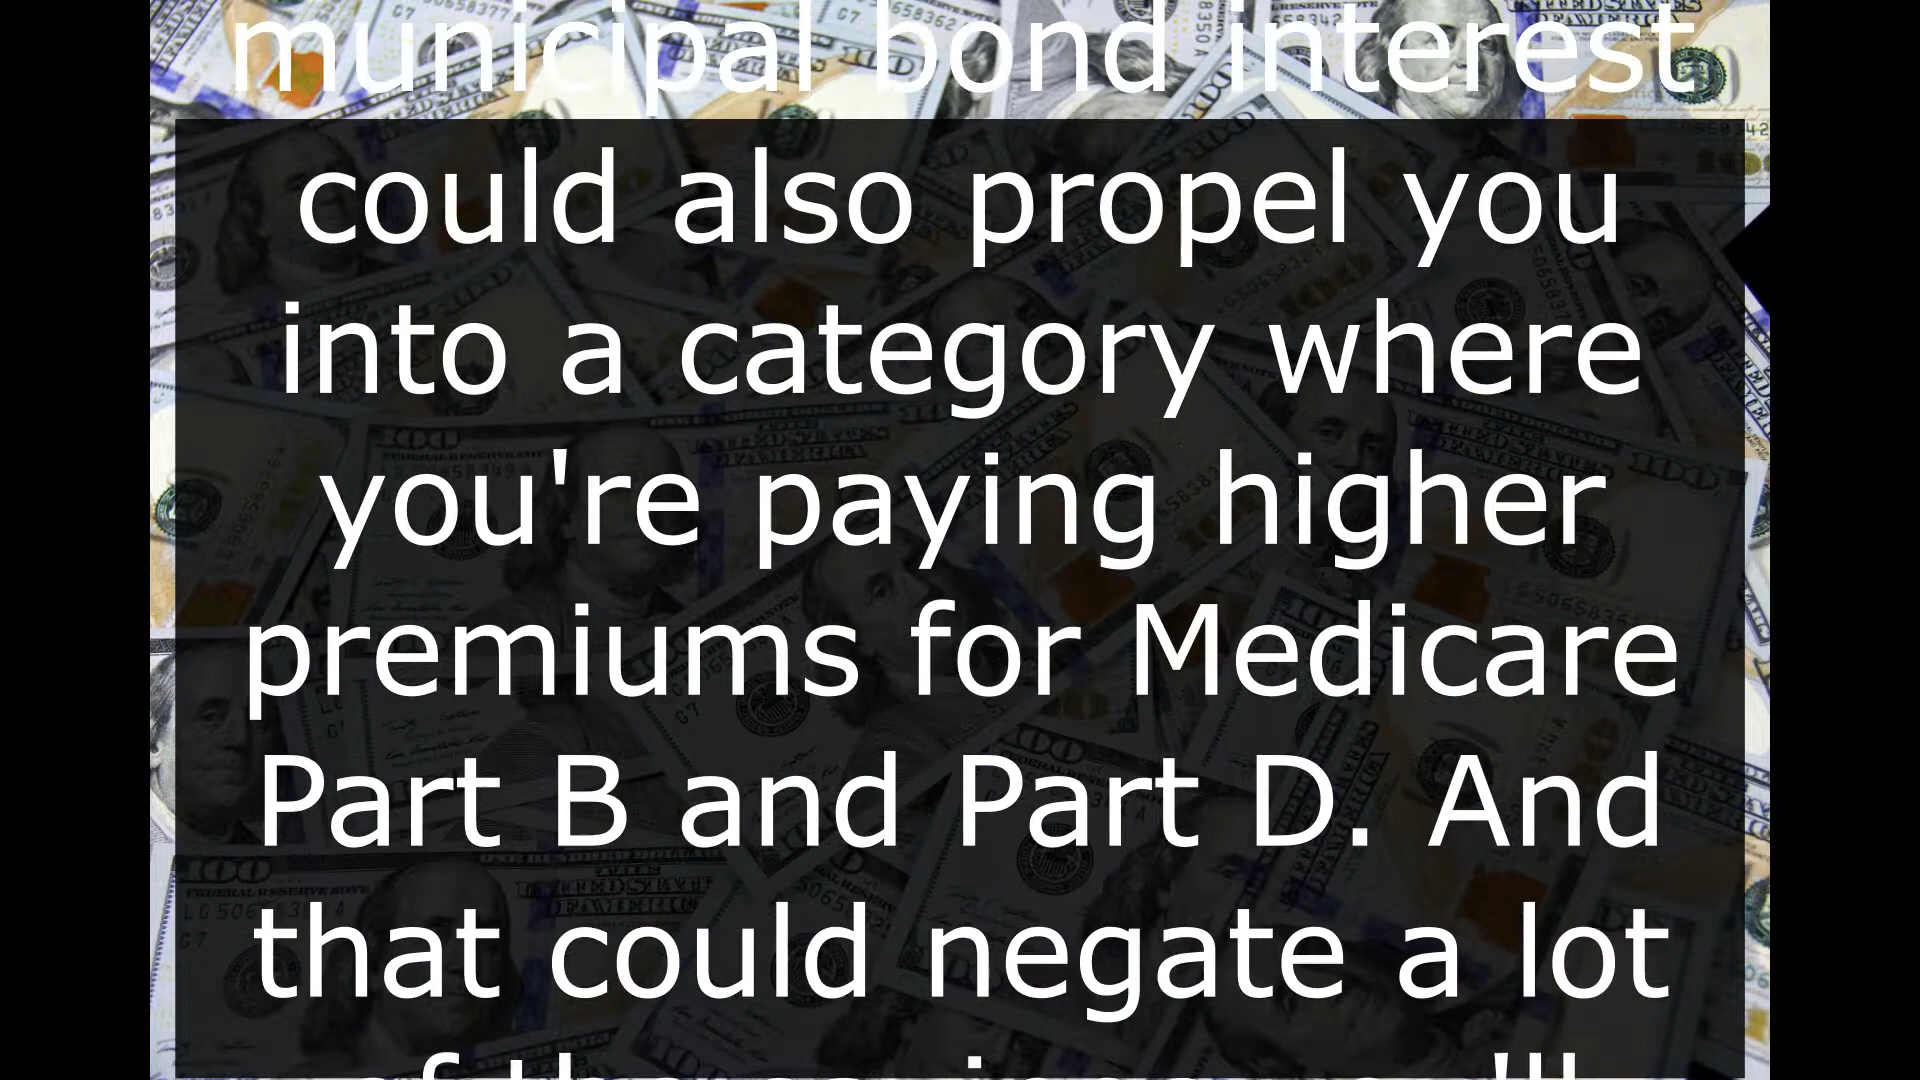 municipal bond interest
could also propel you
into a category where
you're paying higher
premiums for Medicare
Part B and Part D. And
that could negate a lot